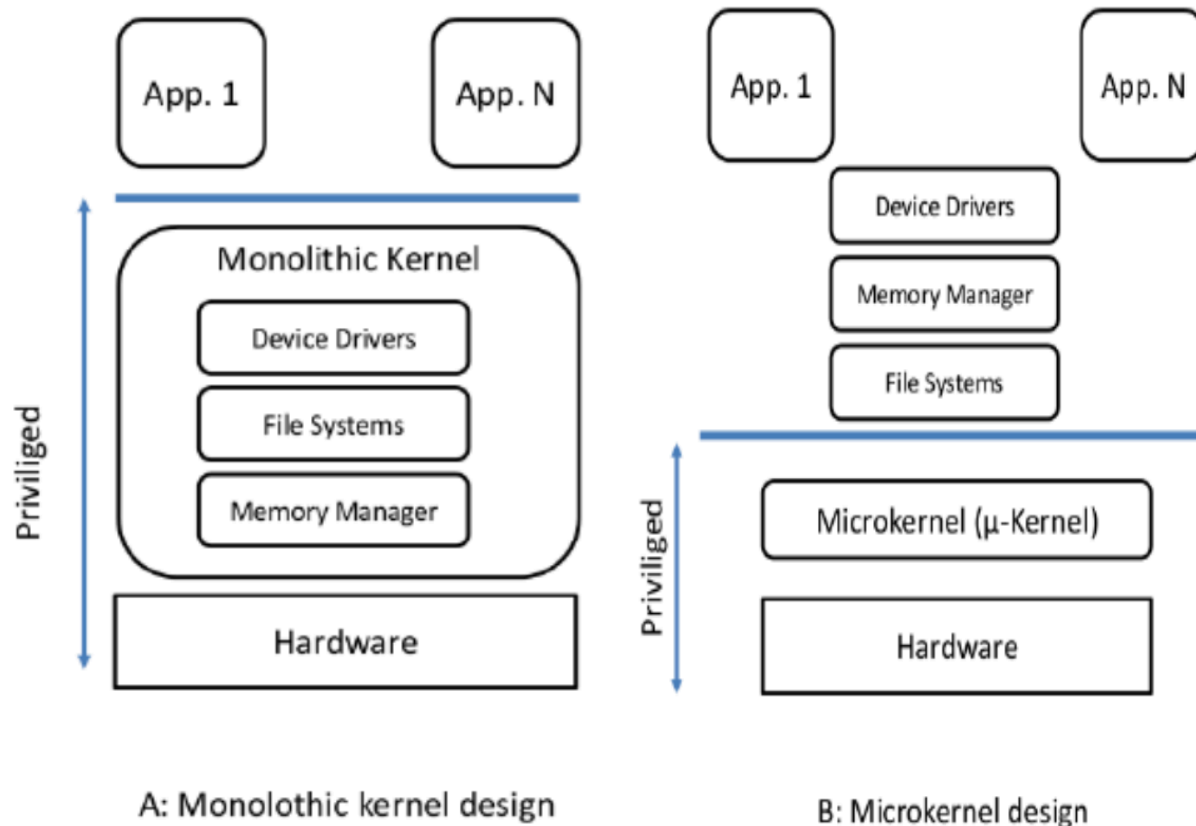 App. 1
App. N
Priviliged
Monolithic Kernel
Device Drivers
File Systems
Memory Manager
Hardware
A: Monolothic kernel design
App. 1
App. N
Device Drivers
Memory Manager
File Systems
Priviliged
Microkernel (μ-Kernel)
Hardware
B: Microkernel design